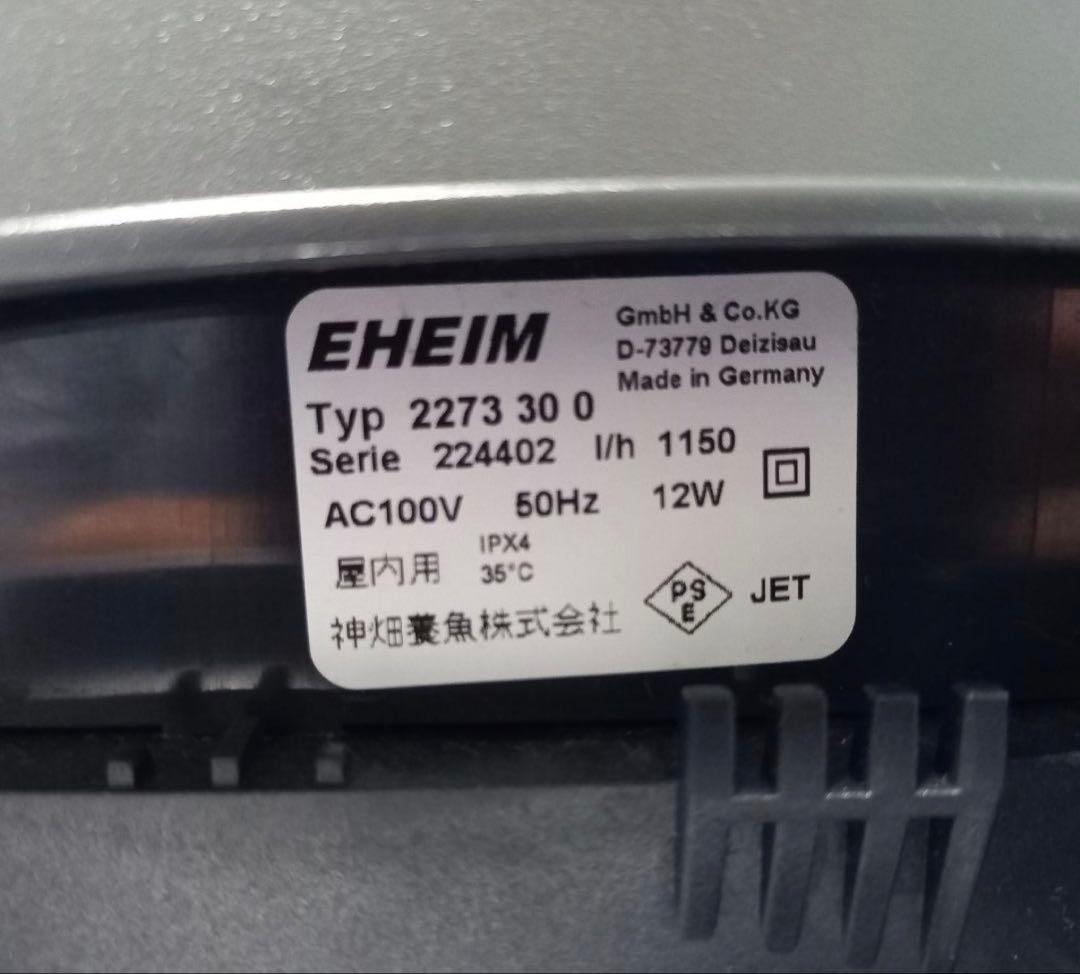 EHEIM
GmbH & Co.KG
D-73779 Deizisau
Made in Germany
Typ 2273 30 0
Serie 224402 l/h 1150
AC100V 50Hz 12W
屋内用 IPX4
35°C
神畑養魚株式会社
PS
E
JET